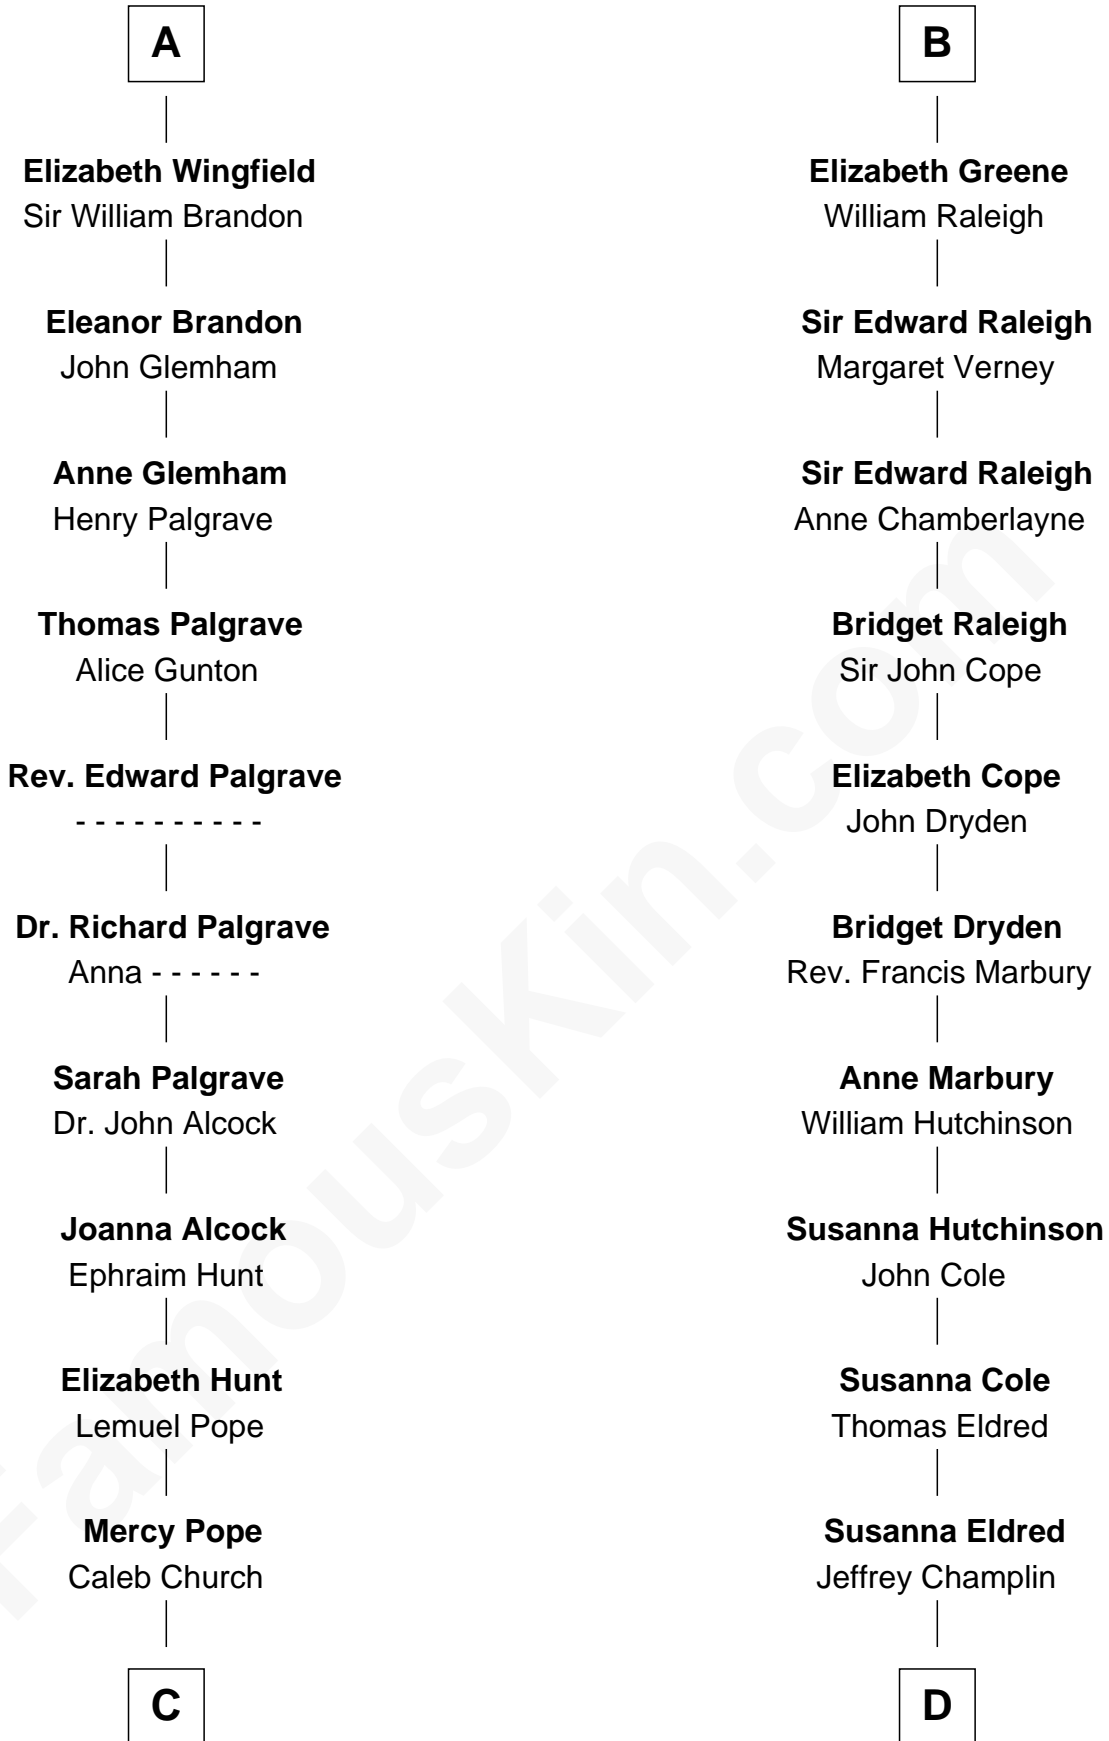 A
Elizabeth Wingfield
Sir William Brandon
Eleanor Brandon
John Glemham
Anne Glemham
Henry Palgrave
Thomas Palgrave
Alice Gunton
Rev. Edward Palgrave
- - - - - - - - - -
Dr. Richard Palgrave
Anna - - - - - -
Sarah Palgrave
Dr. John Alcock
Joanna Alcock
Ephraim Hunt
Elizabeth Hunt
Lemuel Pope
Mercy Pope
Caleb Church
C
B
Elizabeth Greene
William Raleigh
Sir Edward Raleigh
Margaret Verney
Sir Edward Raleigh
Anne Chamberlayne
Bridget Raleigh
Sir John Cope
Elizabeth Cope
John Dryden
Bridget Dryden
Rev. Francis Marbury
Anne Marbury
William Hutchinson
Susanna Hutchinson
John Cole
Susanna Cole
Thomas Eldred
Susanna Eldred
Jeffrey Champlin
D
FamousKin.com